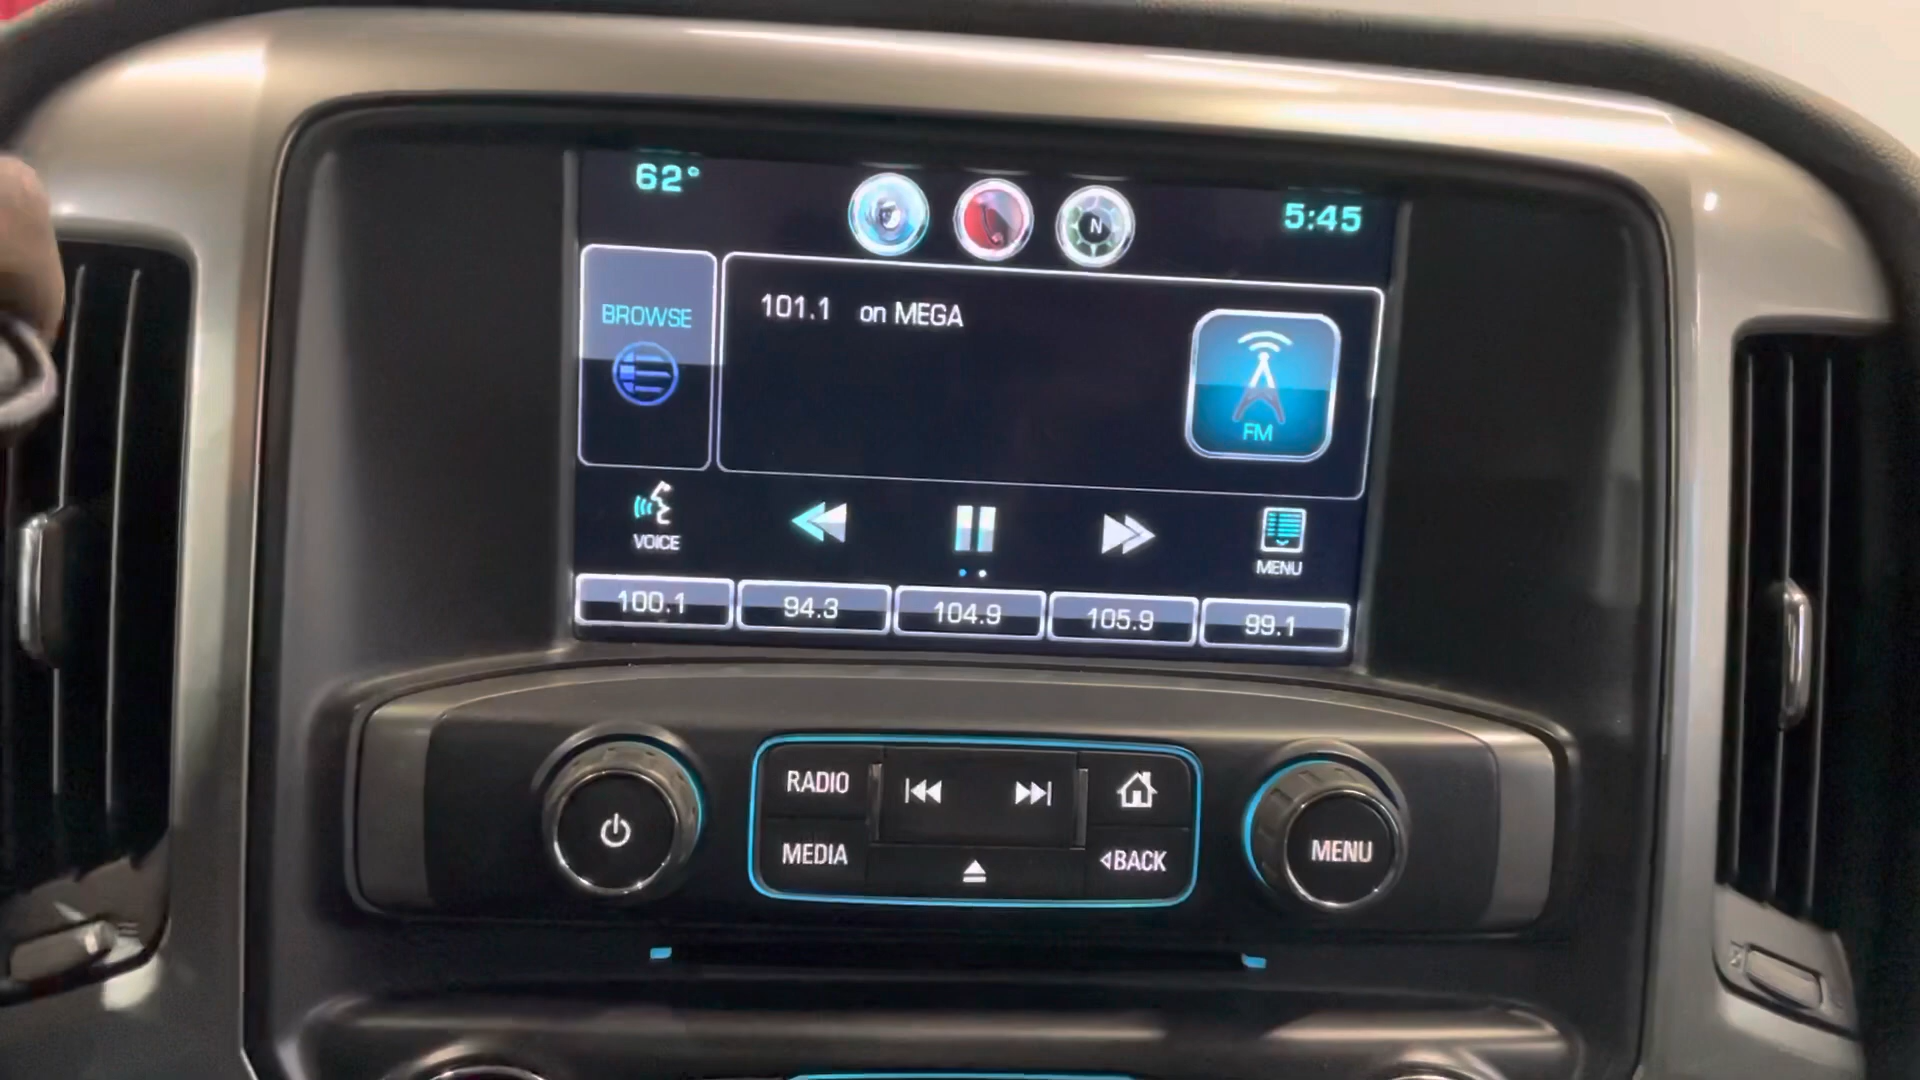 62°
N
5:45
BROWSE
101.1 on MEGA
FM
VOICE
MENU
100.1 94.3 104.9 105.9 99.1
RADIO
MEDIA
BACK
MENU